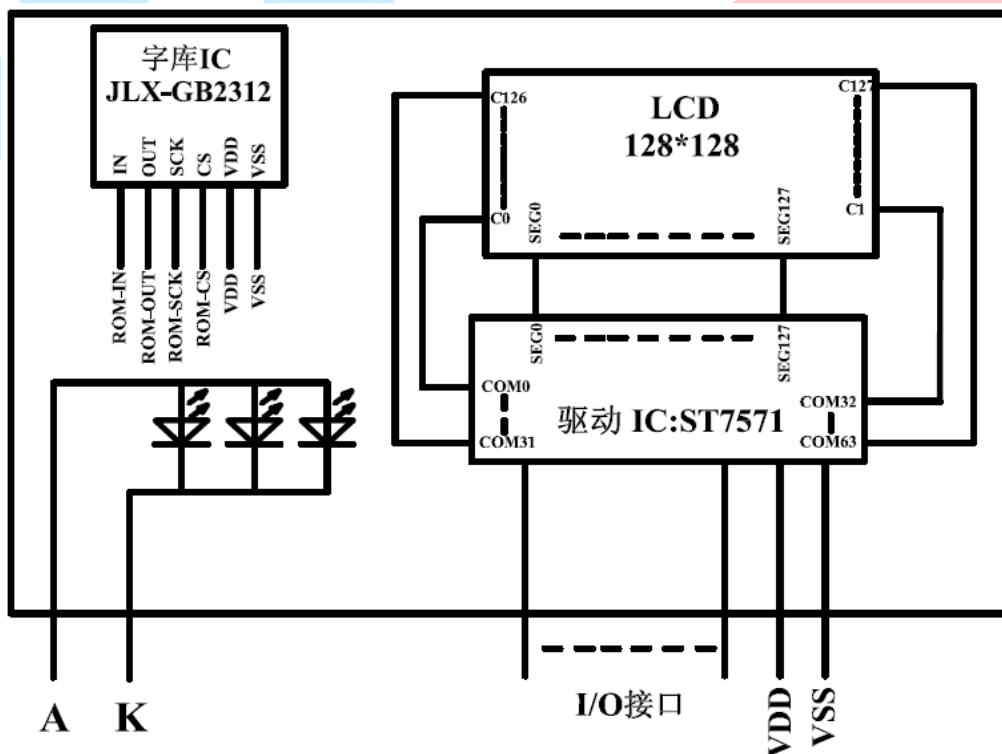 字库IC
JLX-GB2312
IN
OUT
SCK
CS
VDD
VSS
ROM-IN
ROM-OUT
ROM-SCK
ROM-CS
VDD
VSS
C126
LCD
128*128
C127
C0
C1
SEG0
SEG127
SEG0
SEG127
COM0
COM31
驱动 IC:ST7571
COM32
COM63
A
K
I/O接口
VDD
VSS